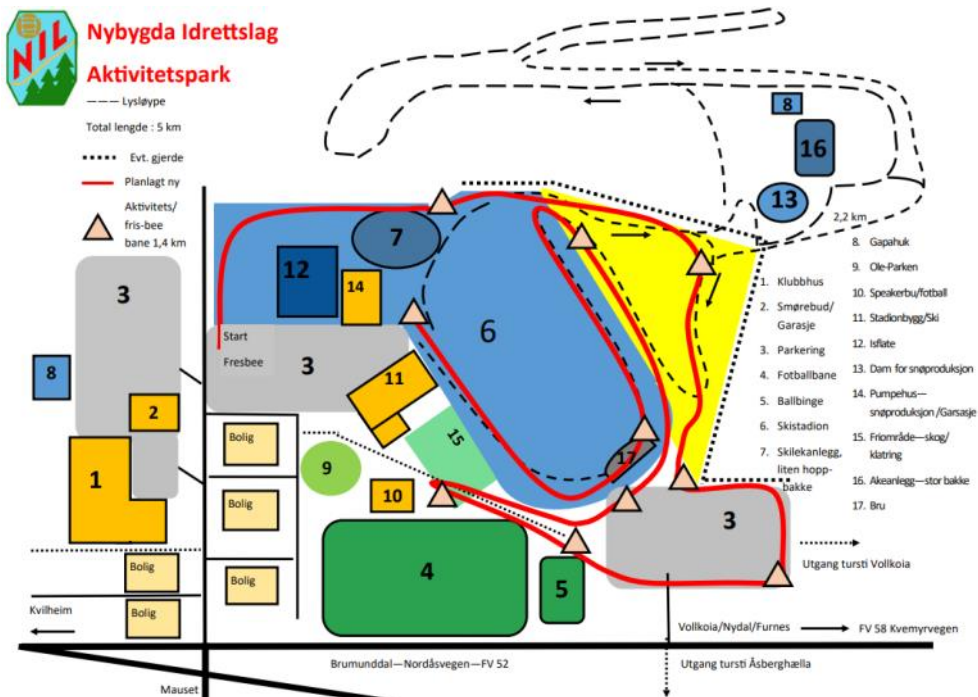 NIL
Nybygda Idrettslag
Aktivitetspark
Lysløype
Total lengde : 5 km
Evt. gjerde
Planlagt ny
Aktivitets/
fris-bee
bane 1,4 km
8
16
13
2,2 km
7
12
14
3
6
Start
Fresbee
3
11
8
2
15
Bolig
17
9
1
10
Bolig
3
4
5
Bolig
Bolig
Bolig
1. Klubbhus
2. Smørebud/
Garasje
3. Parkering
4. Fotballbane
5. Ballbinge
6. Skistadion
7. Skilekanlegg,
liten hopp-
bakke
8. Gapahuk
9. Ole-Parken
10. Speakerbu/fotball
11. Stadionbygg/Ski
12. Isflate
13. Dam for snøproduksjon
14. Pumpehus—
snøproduksjon /Garsasje
15. Friområde—skog/
klatring
16. Akeanlegg—stor bakke
17. Bru
Utgang tursti Vollkoia
Kvilheim
Vollkoia/Nydal/Furnes
FV 58 Kvemyrvegen
Brumunddal—Nordåsvegen—FV 52
Utgang tursti Åsberghælla
Mauset